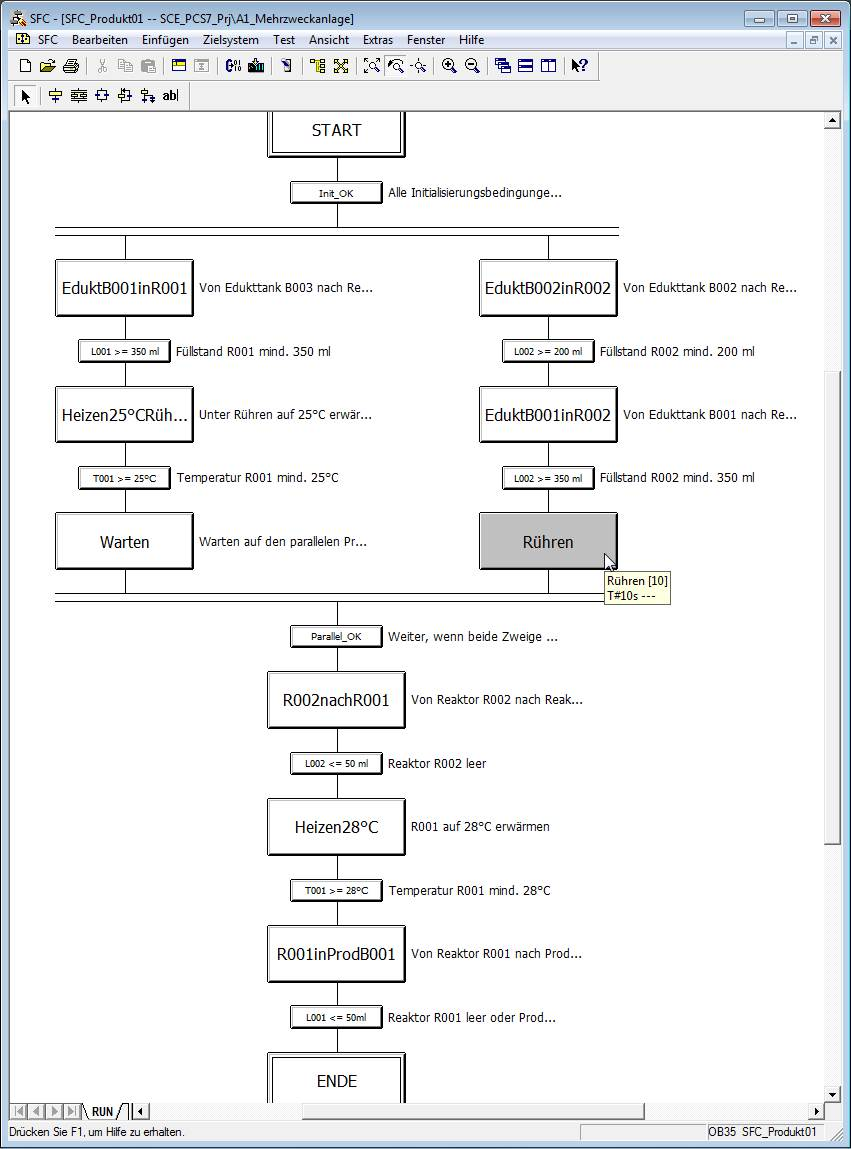 SFC - [SFC_Produkt01 -- SCE_PCS7_Prj\A1_Mehrzweckanlage]
SFC Bearbeiten Einfügen Zielsystem Test Ansicht Extras Fenster Hilfe
abl
START
Init_OK Alle Initialisierungsbedingunge...
EduktB001inR001 Von Edukttank B003 nach Re... EduktB002inR002 Von Edukttank B002 nach Re...
L001 >= 350 ml Füllstand R001 mind. 350 ml L002 >= 200 ml Füllstand R002 mind. 200 ml
Heizen25°CRüh... Unter Rühren auf 25°C erwär... EduktB001inR002 Von Edukttank B001 nach Re...
T001 >= 25°C Temperatur R001 mind. 25°C L002 >= 350 ml Füllstand R002 mind. 350 ml
Warten Warten auf den parallelen Pr... Rühren
Rühren [10]
T#10s ---
Parallel_OK Weiter, wenn beide Zweige ...
R002nachR001 Von Reaktor R002 nach Reak...
L002 <= 50 ml Reaktor R002 leer
Heizen28°C R001 auf 28°C erwärmen
T001 >= 28°C Temperatur R001 mind. 28°C
R001inProdB001 Von Reaktor R001 nach Prod...
L001 <= 50ml Reaktor R001 leer oder Prod...
ENDE
RUN
Drücken Sie F1, um Hilfe zu erhalten. OB35 SFC_Produkt01